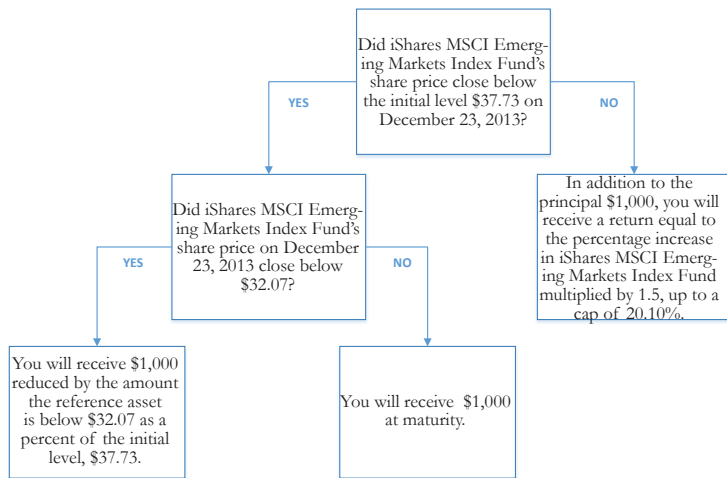 Did iShares MSCI Emerg-
ing Markets Index Fund's
share price close below
the initial level $37.73 on
December 23, 2013?
YES
NO
Did iShares MSCI Emerg-
ing Markets Index Fund's
share price on December
23, 2013 close below
$32.07?
In addition to the
principal $1,000, you will
receive a return equal to
the percentage increase
in iShares MSCI Emerg-
ing Markets Index Fund
multiplied by 1.5, up to a
cap of 20.10%.
YES
NO
You will receive $1,000
reduced by the amount
the reference asset
is below $32.07 as a
percent of the initial
level, $37.73.
You will receive $1,000
at maturity.